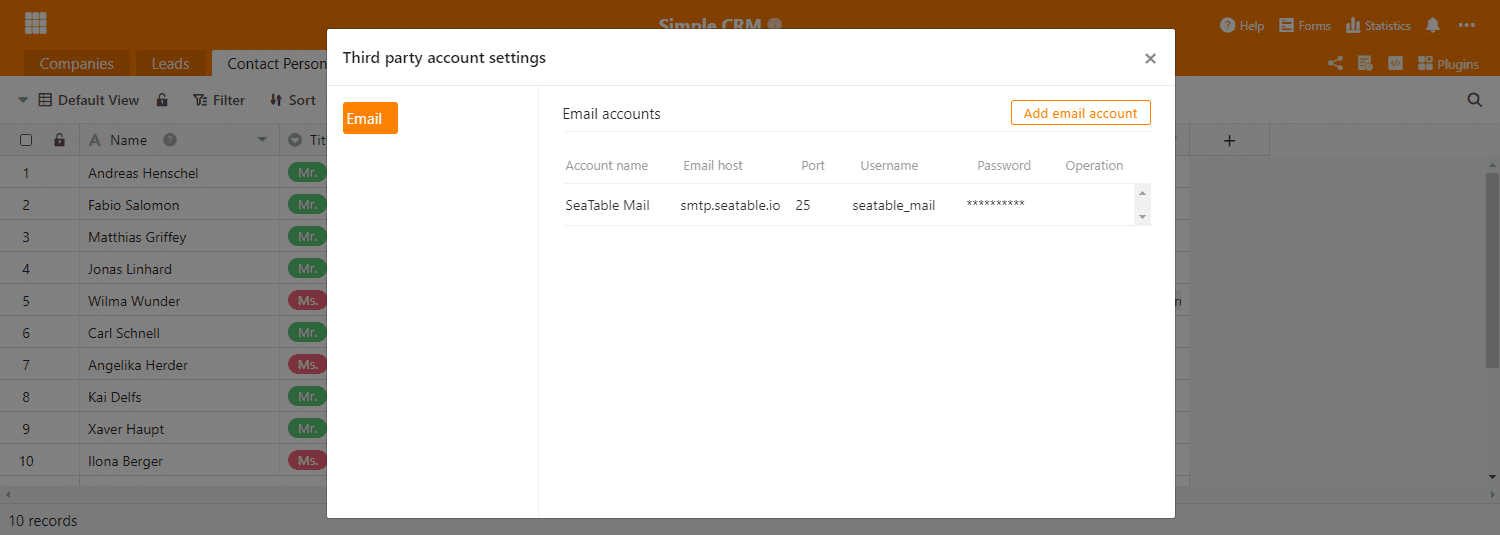 Simple CRM
Help Forms Statistics
Companies Leads Contact Person
Plugins
Default View Filter Sort
Name
1 Andreas Henschel Mr.
2 Fabio Salomon Mr.
3 Matthias Griffey Mr.
4 Jonas Linhard Mr.
5 Wilma Wunder Ms.
6 Carl Schnell Mr.
7 Angelika Herder Ms.
8 Kai Delfs Mr.
9 Xaver Haupt Mr.
10 Ilona Berger Ms.
10 records
Third party account settings
Email
Email accounts
Add email account
Account name Email host Port Username Password Operation
SeaTable Mail smtp.seatable.io 25 seatable_mail **********